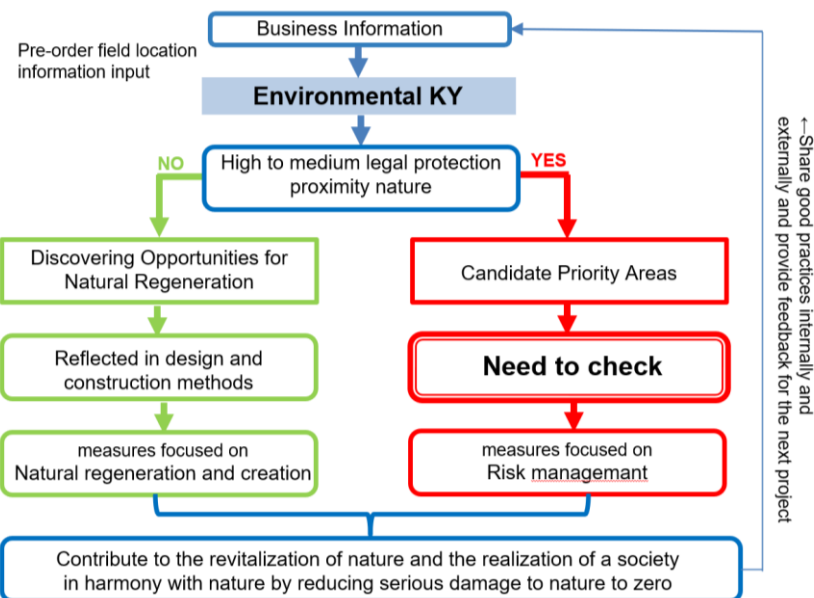 Business Information
Pre-order field location
information input
Environmental KY
NO
High to medium legal protection
proximity nature
YES
Discovering Opportunities for
Natural Regeneration
Candidate Priority Areas
Reflected in design and
construction methods
Need to check
measures focused on
Natural regeneration and creation
measures focused on
Risk managemant
Contribute to the revitalization of nature and the realization of a society
in harmony with nature by reducing serious damage to nature to zero
←Share good practices internally and
externally and provide feedback for the next project